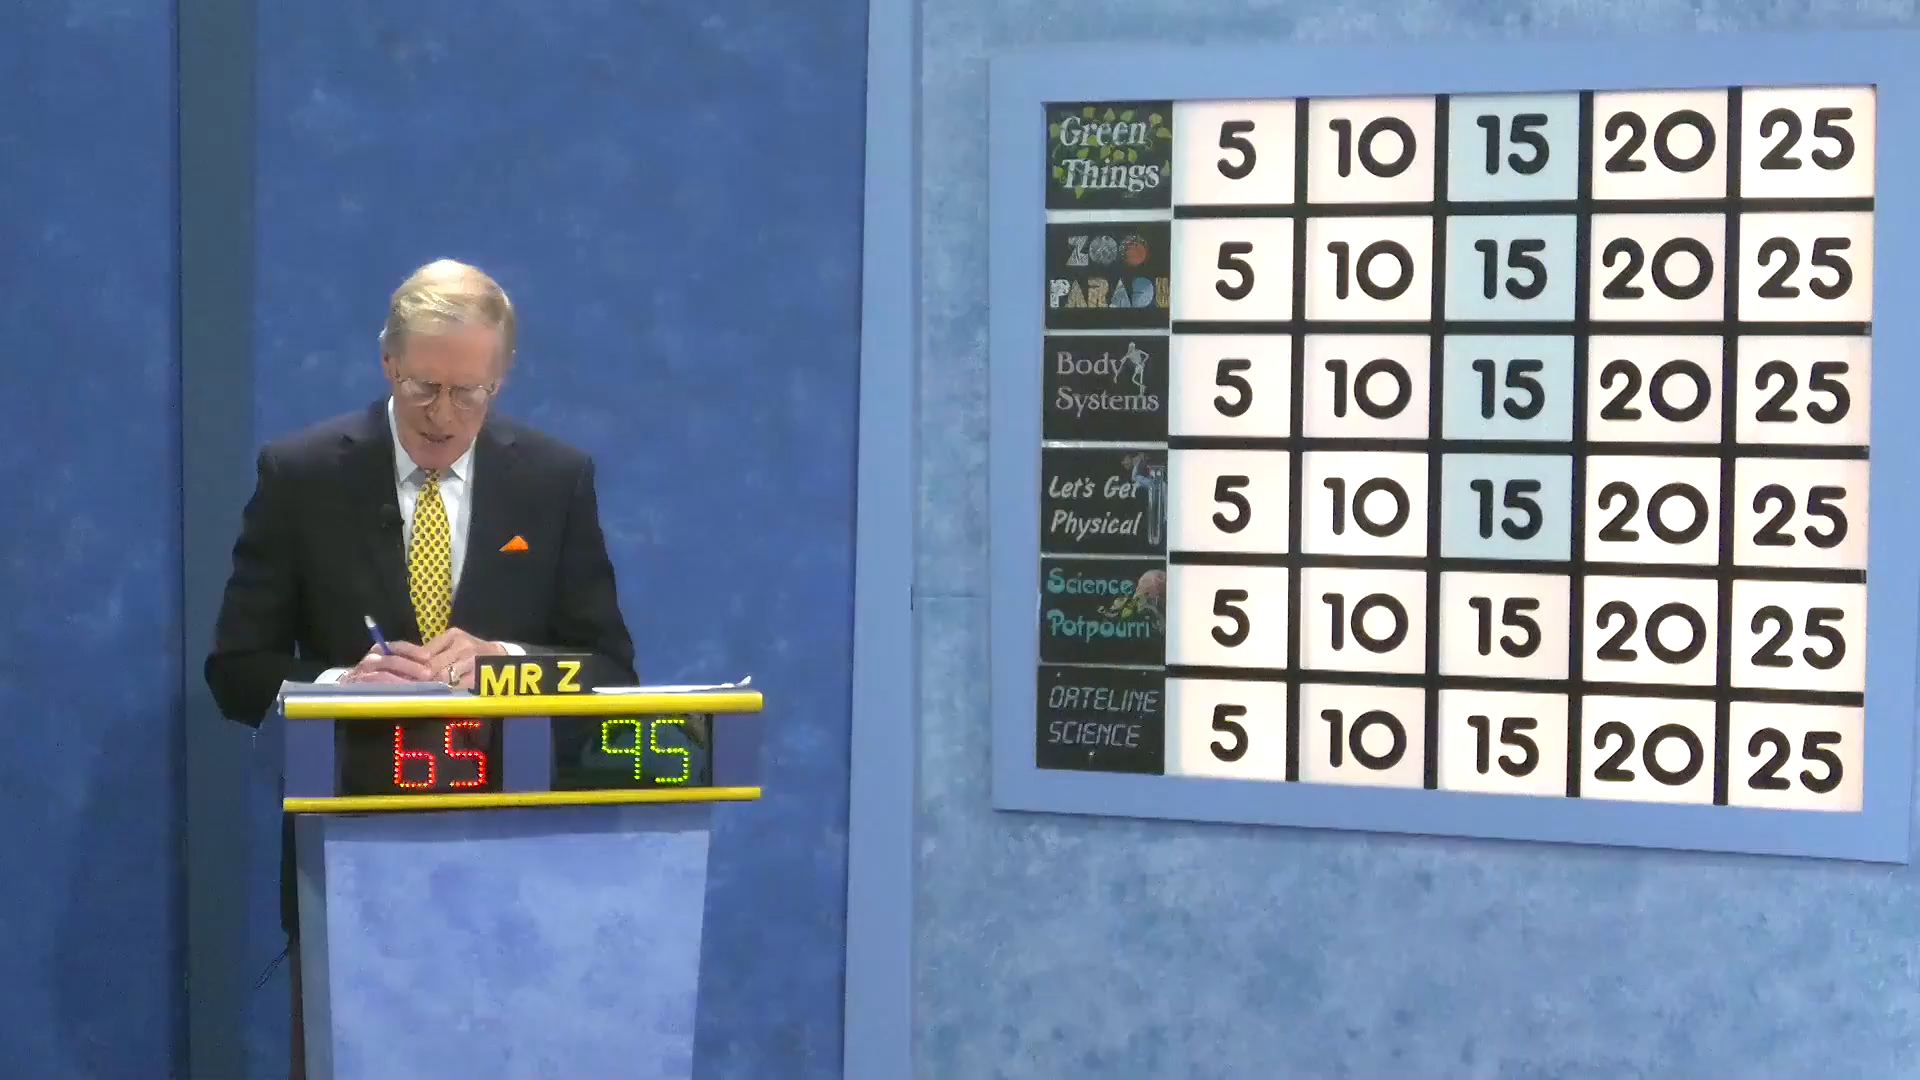 Green
Things
5 10 15 20 25
ZOO
PARADU
5 10 15 20 25
Body
Systems
5 10 15 20 25
Let's Get
Physical
5 10 15 20 25
Science
Potpourri
5 10 15 20 25
DATELINE
SCIENCE
5 10 15 20 25
MR Z
65 95